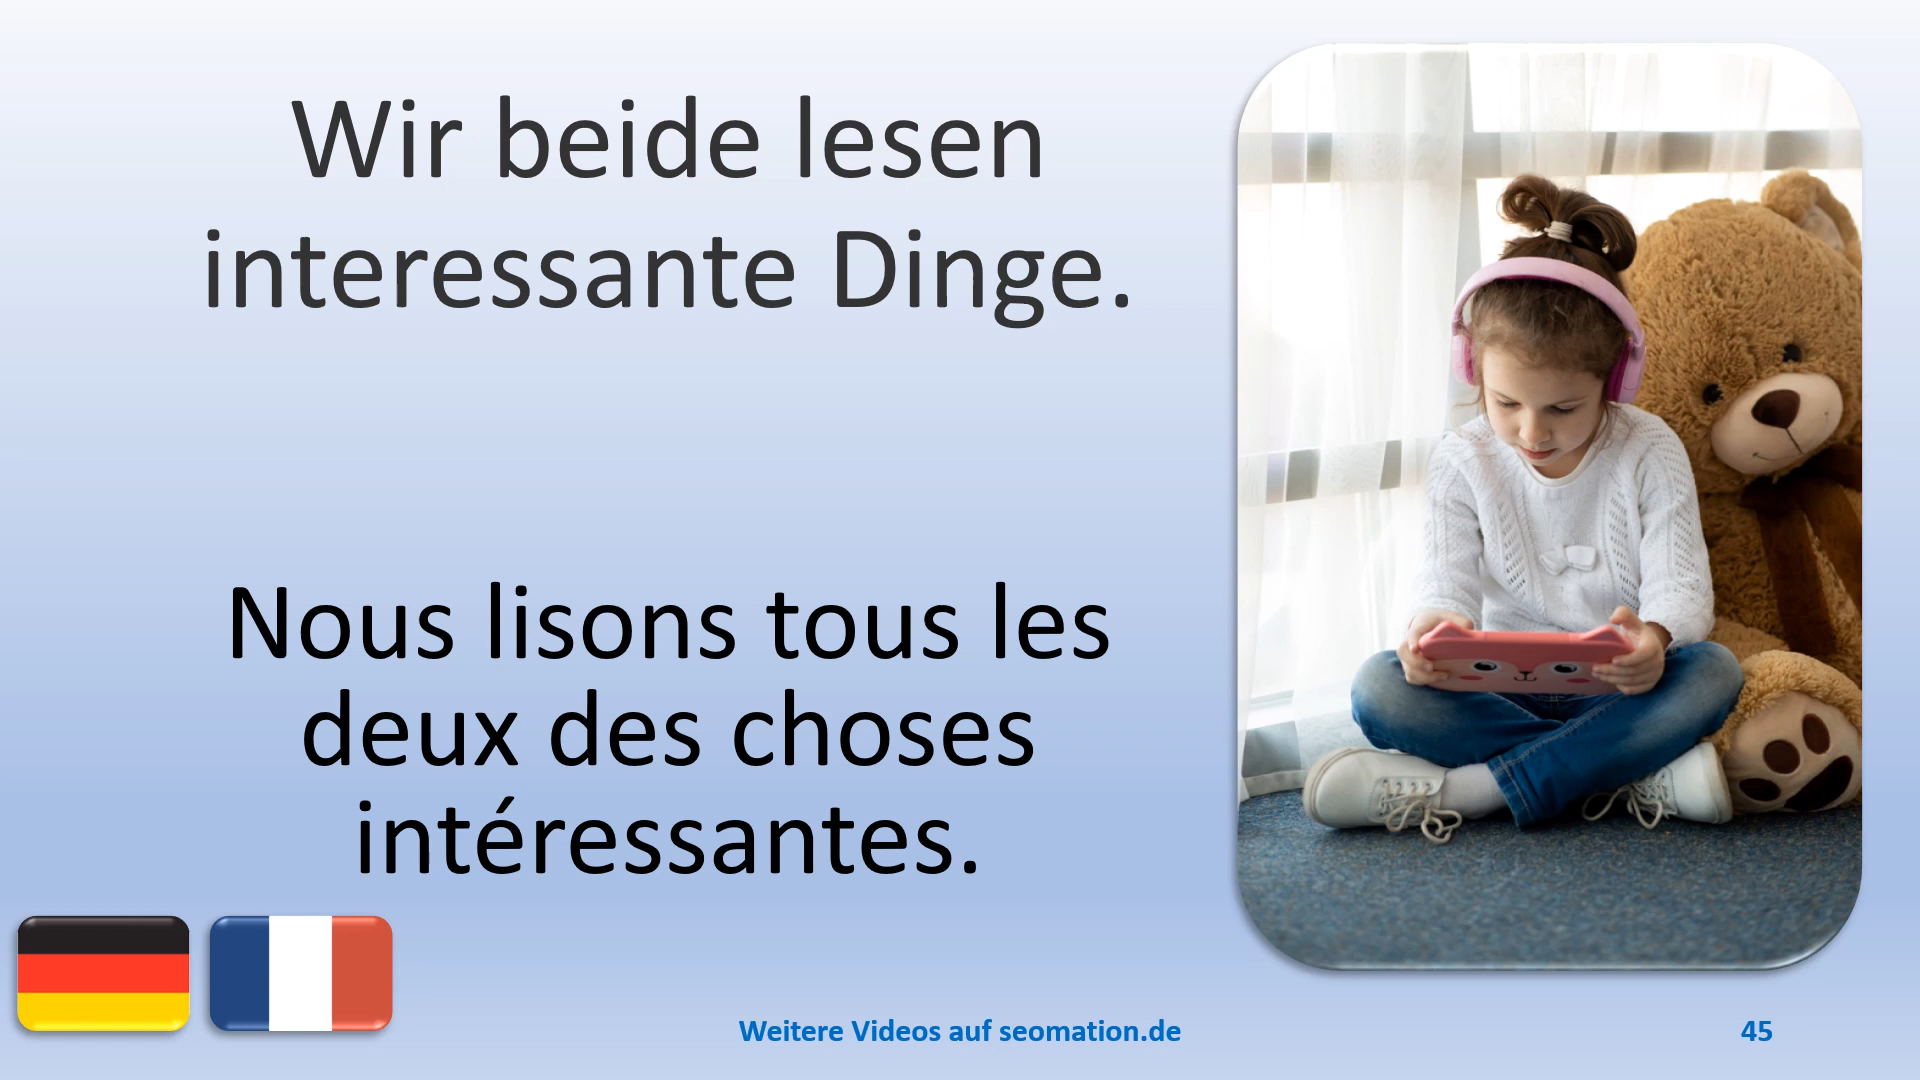 Wir beide lesen
interessante Dinge.
Nous lisons tous les
deux des choses
intéressantes.
Weitere Videos auf seomation.de
45